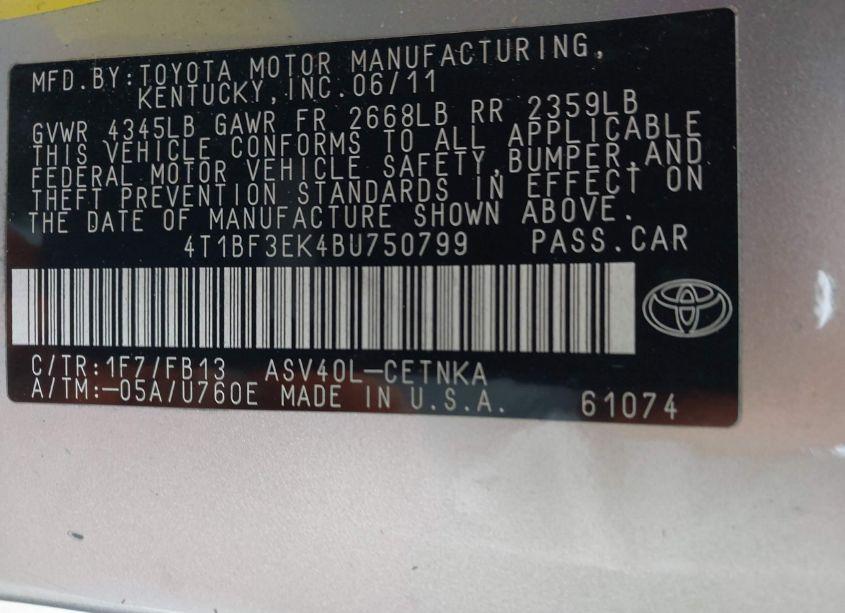 MFD.BY:TOYOTA MOTOR MANUFACTURING,
KENTUCKY,INC.06/11
GVWR 4345LB GAWR FR 2668LB RR 2359LB
THIS VEHICLE CONFORMS TO ALL APPLICABLE
FEDERAL MOTOR VEHICLE SAFETY,BUMPER,AND
THEFT PREVENTION STANDARDS IN EFFECT ON
THE DATE OF MANUFACTURE SHOWN ABOVE.
4T1BF3EK4BU750799 PASS.CAR
C/TR:1F7/FB13 ASV40L-CETNKA
A/TM:-05A/U760E MADE IN U.S.A. 61074